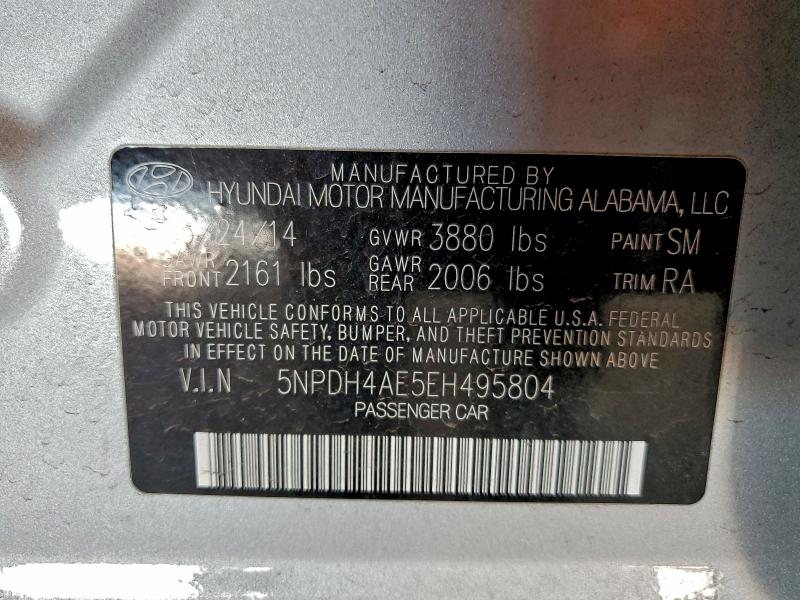 MANUFACTURED BY
HYUNDAI MOTOR MANUFACTURING ALABAMA, LLC
24/14 GVWR 3880 lbs PAINT SM
FRONT 2161 lbs GAWR REAR 2006 lbs TRIM RA
THIS VEHICLE CONFORMS TO ALL APPLICABLE U.S.A. FEDERAL
MOTOR VEHICLE SAFETY, BUMPER, AND THEFT PREVENTION STANDARDS
IN EFFECT ON THE DATE OF MANUFACTURE SHOWN ABOVE
V.I.N 5NPDH4AE5EH495804
PASSENGER CAR